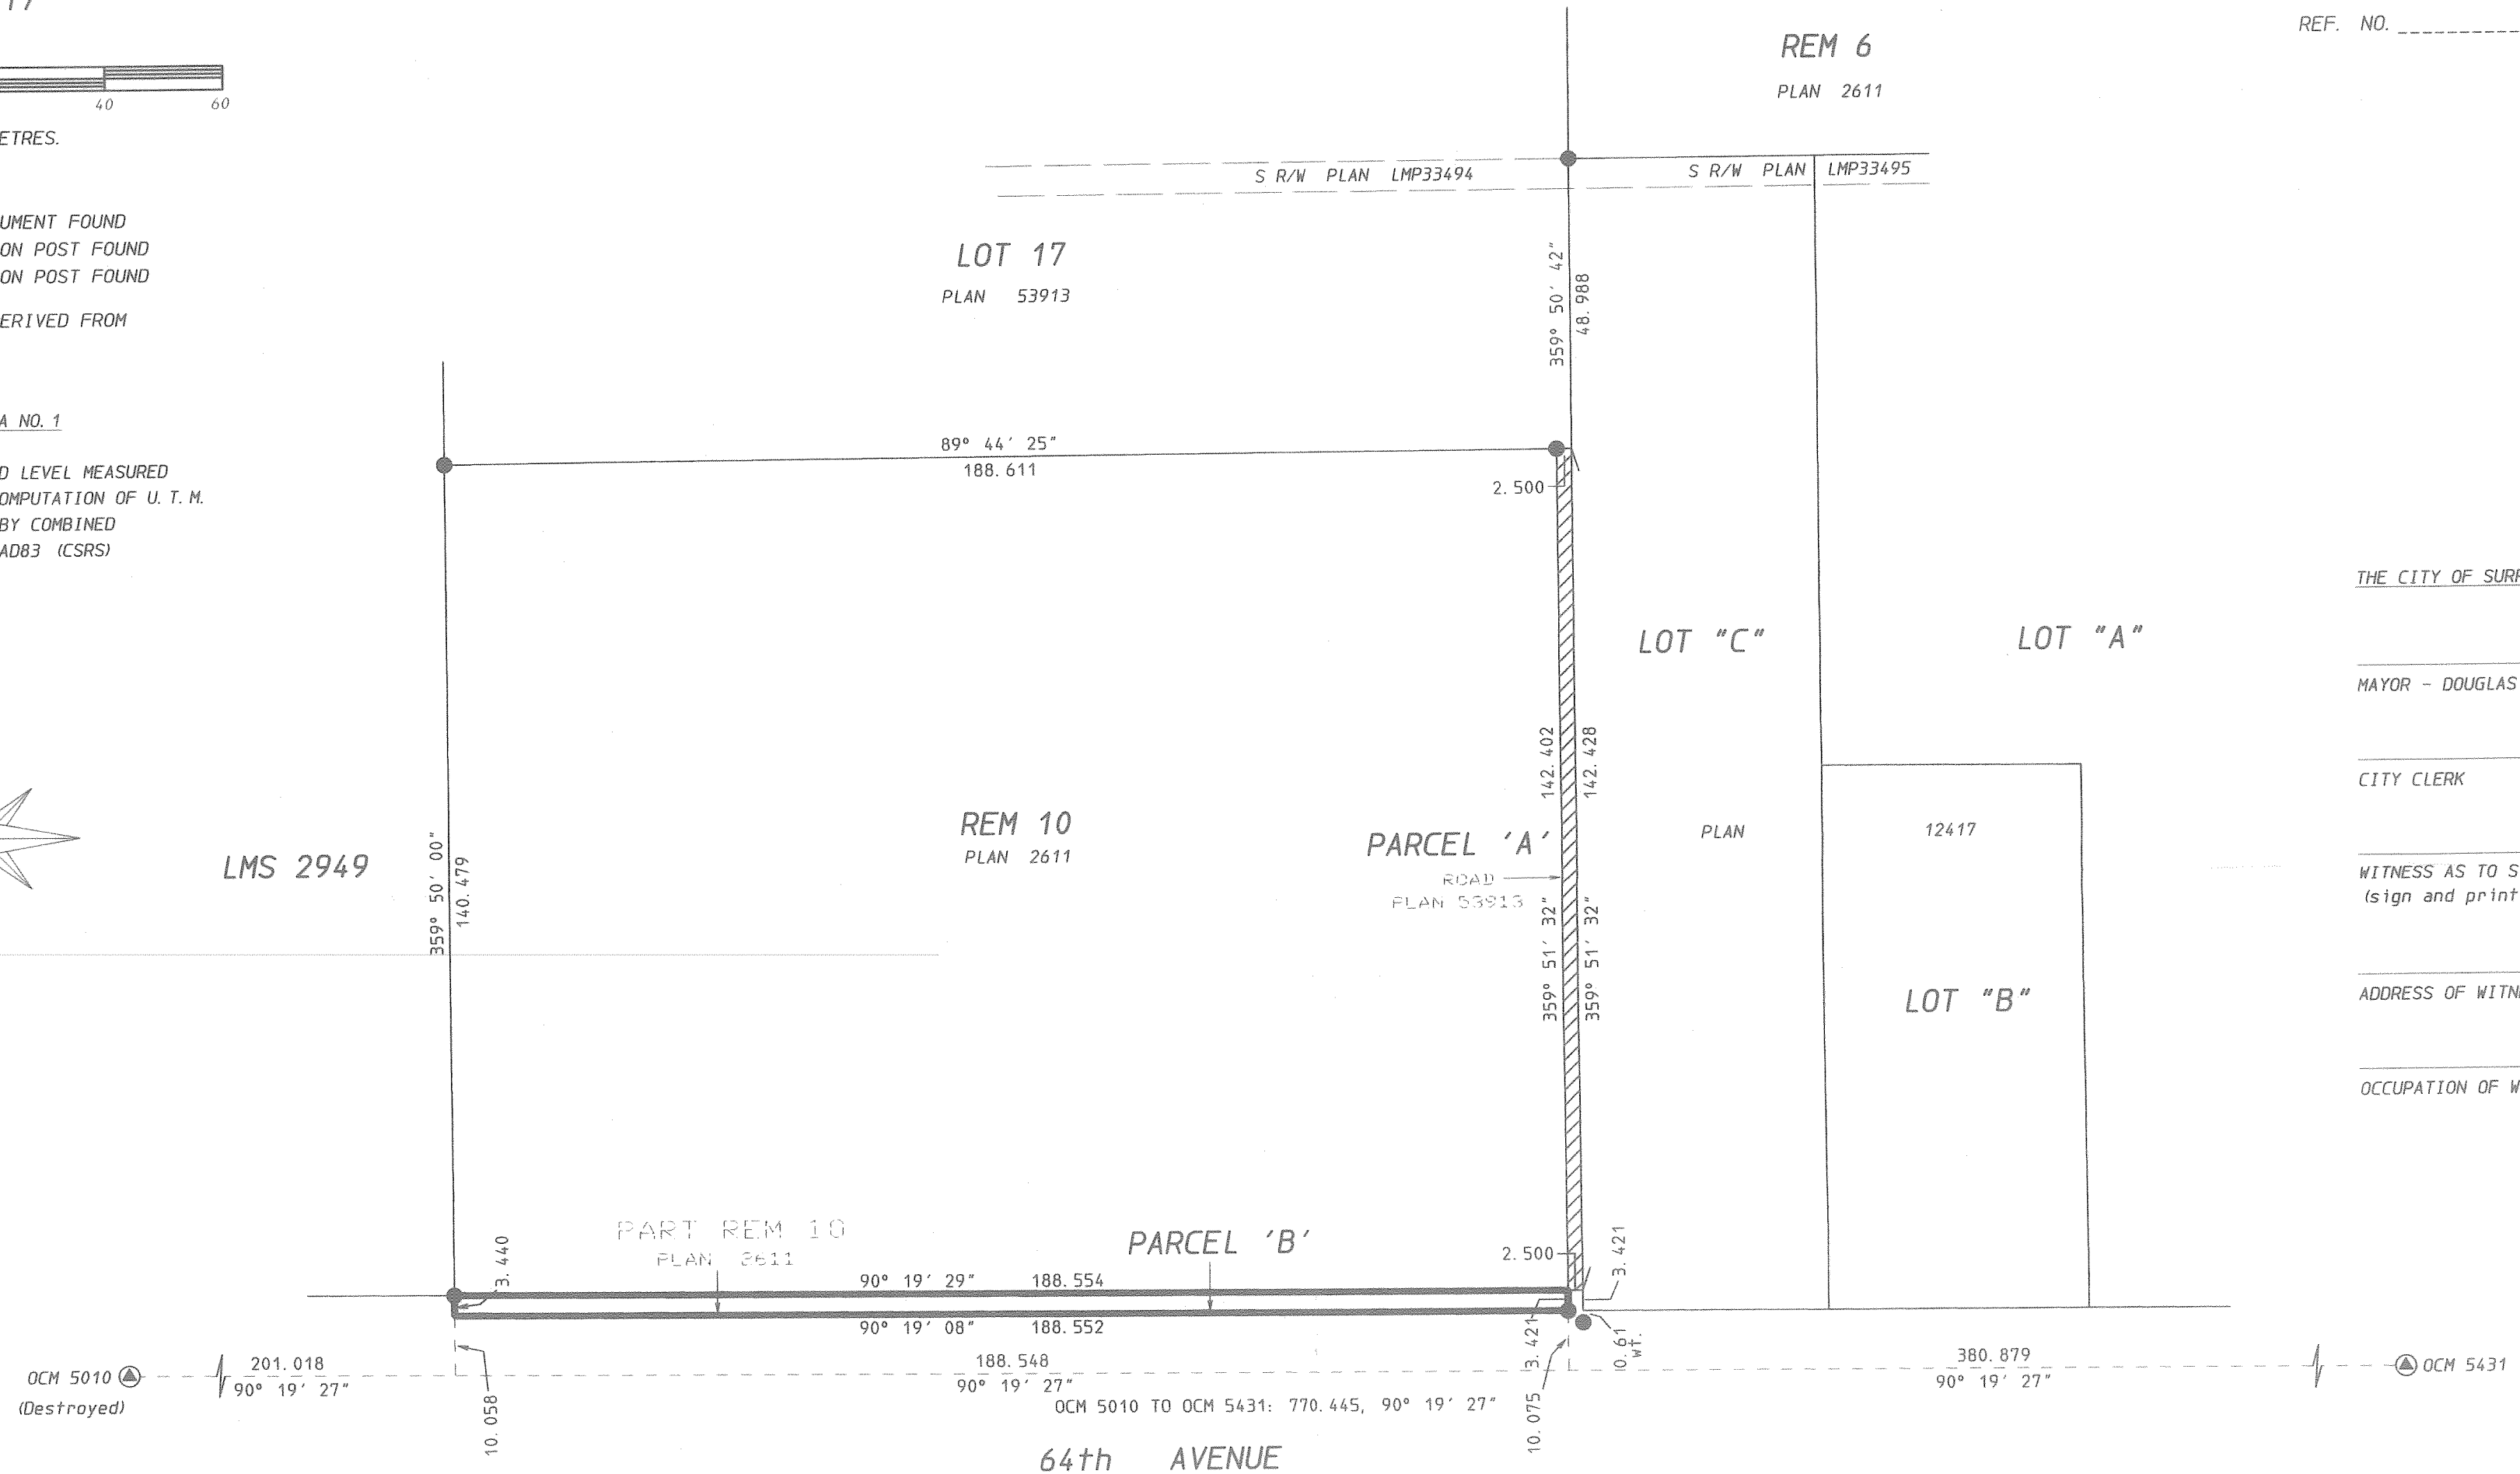 17
REF. NO.
REM 6
PLAN 2611
40 60
ETRES.
S R/W PLAN LMP33494
S R/W PLAN LMP33495
UMENT FOUND
ON POST FOUND
ON POST FOUND
ERIVED FROM
LOT 17
PLAN 53913
359° 50′ 42″
48.988
A NO. 1
89° 44′ 25″
188.611
D LEVEL MEASURED
OMPUTATION OF U. T. M.
BY COMBINED
AD83 (CSRS)
2.500
THE CITY OF SURR
LOT "C"
LOT "A"
MAYOR - DOUGLAS
142.402
142.428
CITY CLERK
REM 10
PLAN 2611
PARCEL 'A'
ROAD
PLAN 53913
PLAN 12417
LMS 2949
359° 50′ 00″
140.479
359° 51′ 32″
359° 51′ 32″
WITNESS AS TO S
(sign and print
ADDRESS OF WITN
LOT "B"
OCCUPATION OF W
PART REM 10
PLAN 2611
PARCEL 'B'
3.440
2.500
3.421
90° 19′ 29″ 188.554
90° 19′ 08″ 188.552
3.421
0.61
Wt.
OCM 5010
(Destroyed)
201.018
90° 19′ 27″
188.548
90° 19′ 27″
380.879
90° 19′ 27″
OCM 5431
10.058
OCM 5010 TO OCM 5431: 770.445, 90° 19′ 27″
10.075
64th AVENUE